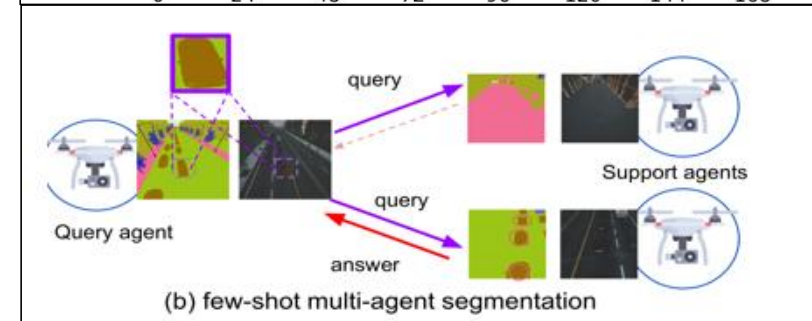 query
Support agents
query
Query agent
answer
(b) few-shot multi-agent segmentation